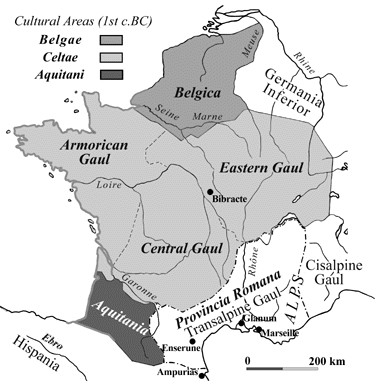 Cultural Areas (1st c.BC)
Belgae
Celtae
Aquitani
Meuse
Rhine
Belgica
Germania
Inferior
Seine
Marne
Armorican
Gaul
Eastern Gaul
Loire
Bibracte
Central Gaul
Rhône
Cisalpine
Gaul
ALPS
Garonne
Provincia Romana
Transalpine Gaul
Aquitania
Glanum
Marseille
Enserune
Ebro
Hispania
Ampurias
0
200 km